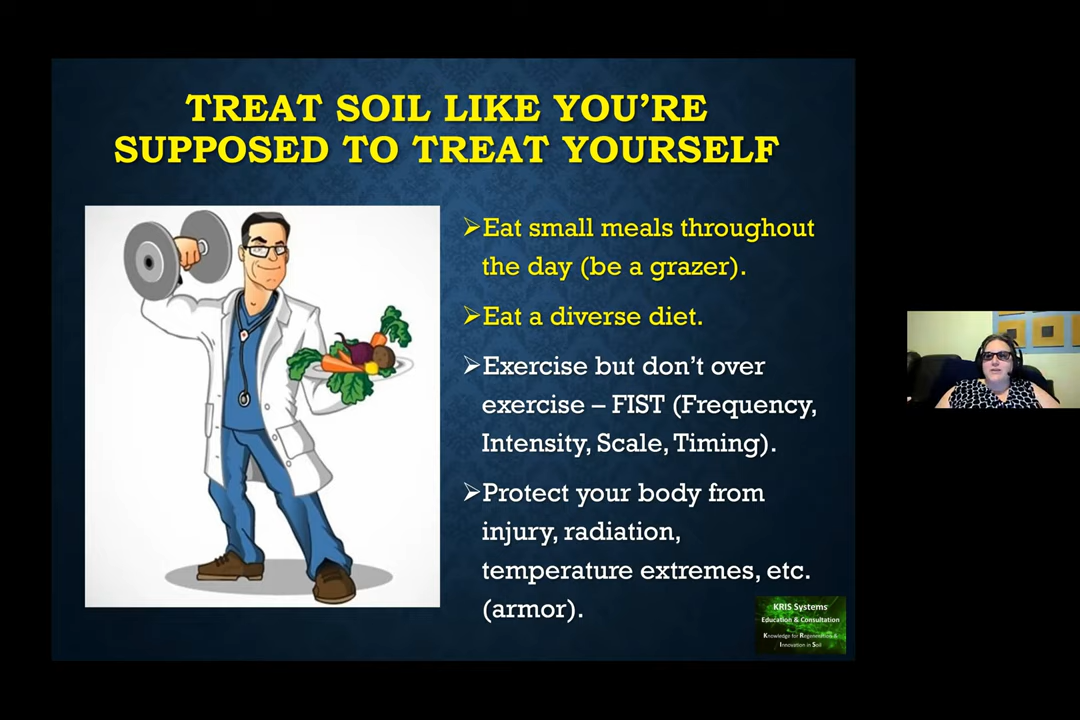 TREAT SOIL LIKE YOU'RE
SUPPOSED TO TREAT YOURSELF
➢Eat small meals throughout
the day (be a grazer).
➢Eat a diverse diet.
➢Exercise but don't over
exercise – FIST (Frequency,
Intensity, Scale, Timing).
➢Protect your body from
injury, radiation,
temperature extremes, etc.
(armor).
KRIS Systems
Education & Consultation
Knowledge for Regeneration &
Innovation in Soil